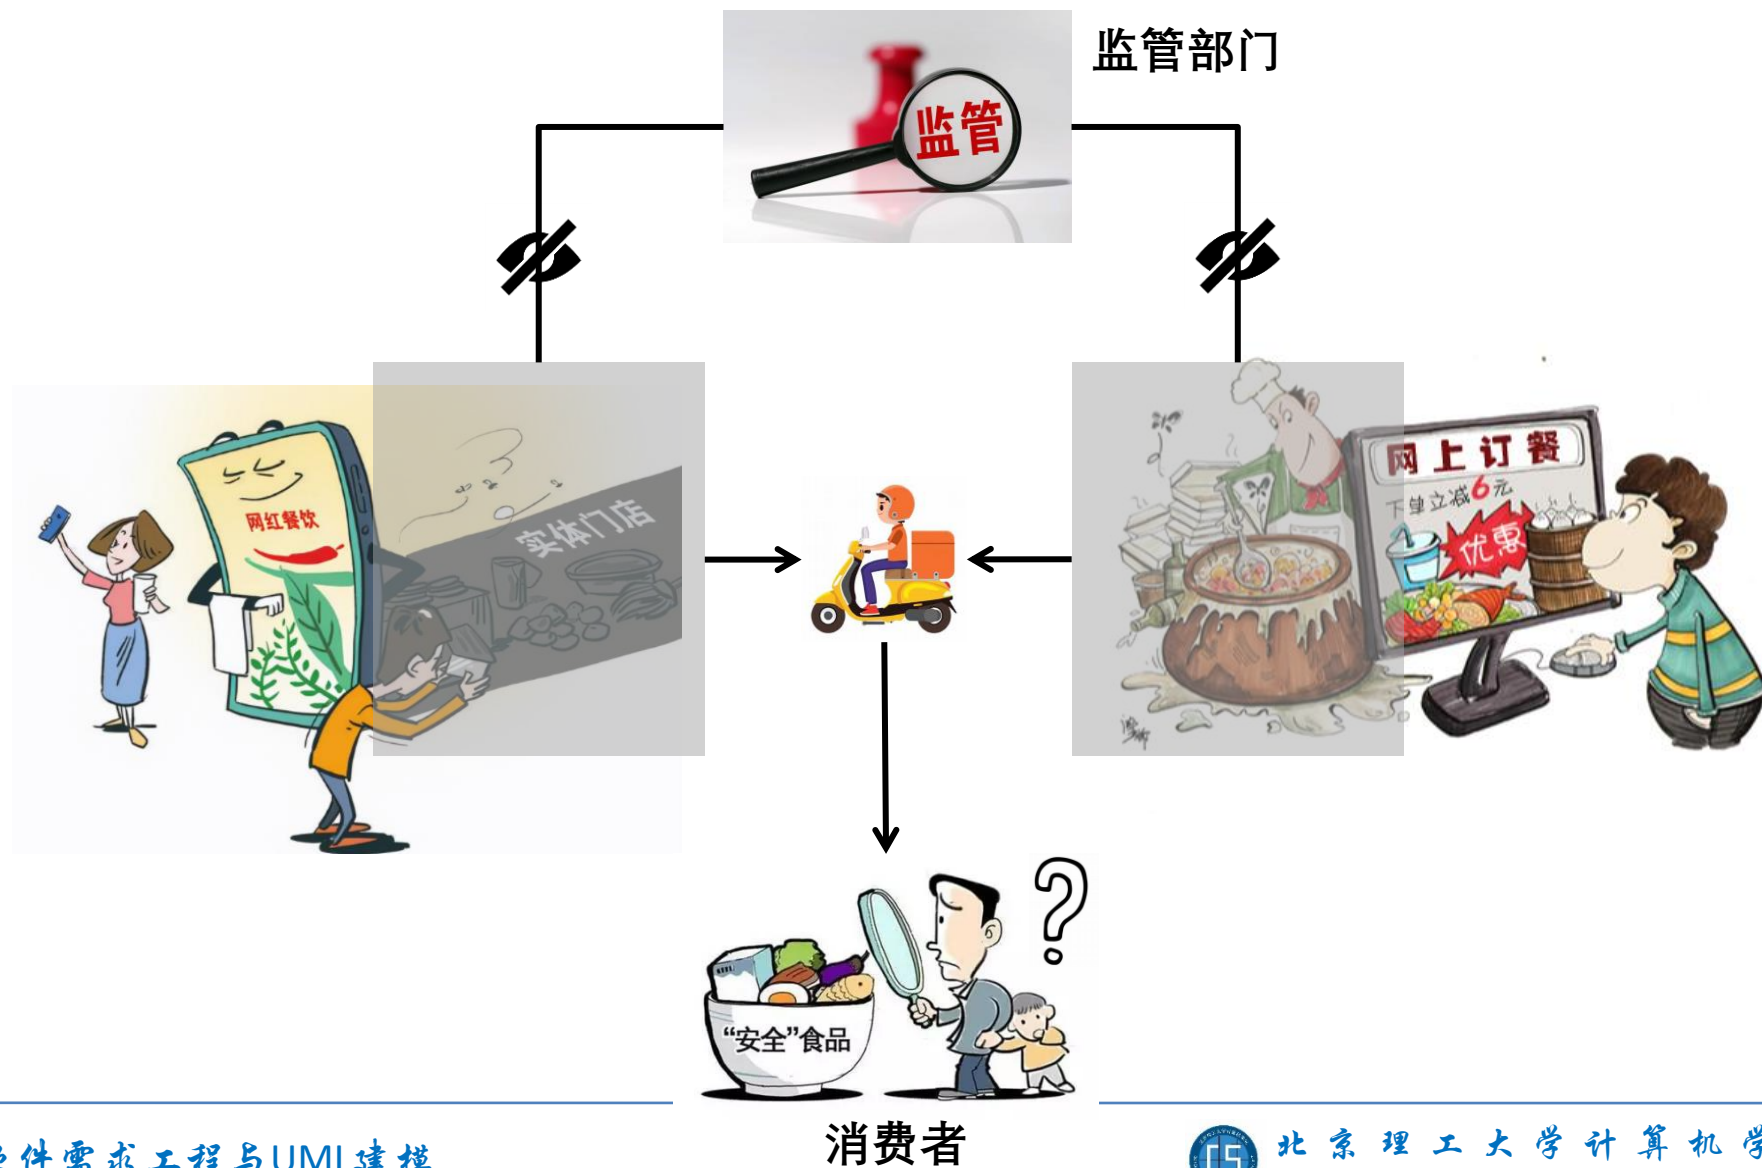 监管部门
监管
网红餐饮
实体门店
网上订餐
下单立减6元
优惠
“安全”食品
?
消费者
件需求工程与UML建模
北京理工大学计算机学